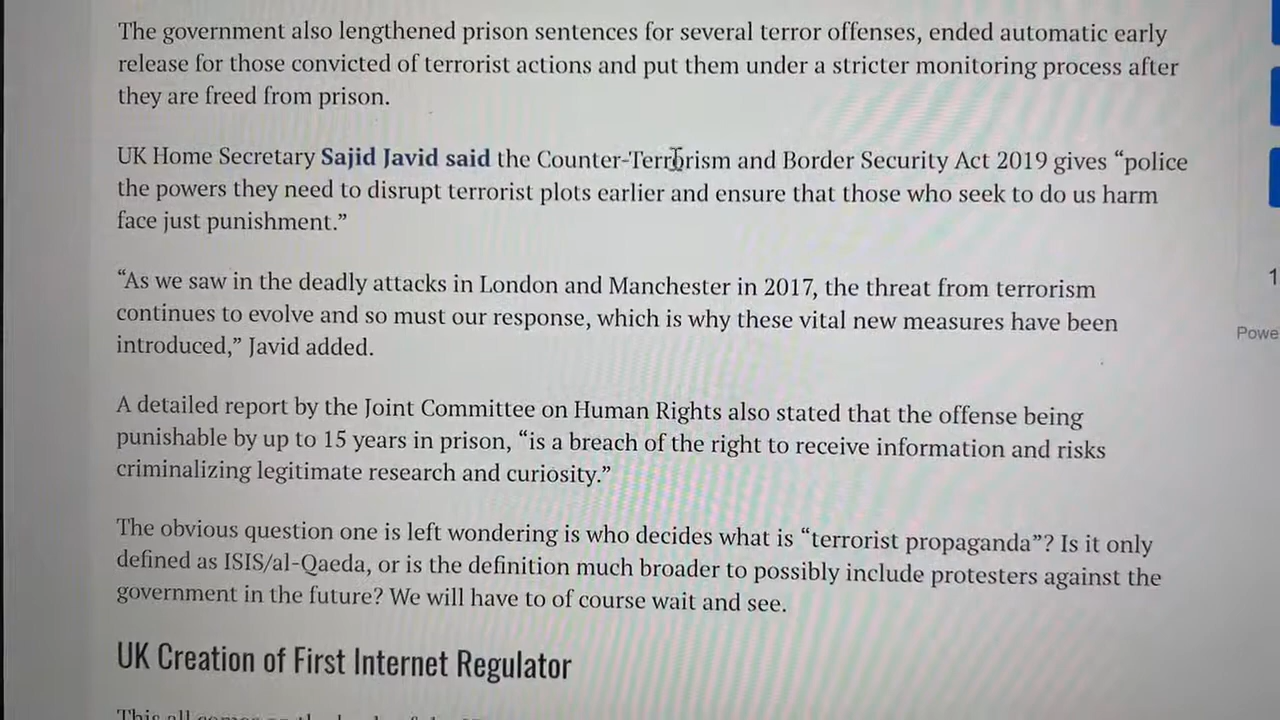 The government also lengthened prison sentences for several terror offenses, ended automatic early
release for those convicted of terrorist actions and put them under a stricter monitoring process after
they are freed from prison.
UK Home Secretary Sajid Javid said the Counter-Terrorism and Border Security Act 2019 gives “police
the powers they need to disrupt terrorist plots earlier and ensure that those who seek to do us harm
face just punishment.”
“As we saw in the deadly attacks in London and Manchester in 2017, the threat from terrorism
continues to evolve and so must our response, which is why these vital new measures have been
introduced,” Javid added.
A detailed report by the Joint Committee on Human Rights also stated that the offense being
punishable by up to 15 years in prison, “is a breach of the right to receive information and risks
criminalizing legitimate research and curiosity.”
The obvious question one is left wondering is who decides what is “terrorist propaganda”? Is it only
defined as ISIS/al-Qaeda, or is the definition much broader to possibly include protesters against the
government in the future? We will have to of course wait and see.
UK Creation of First Internet Regulator
This all comes
1
Powe